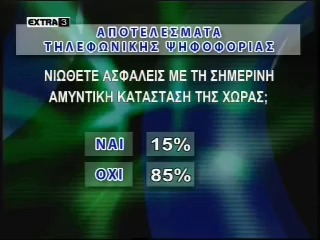 EXTRA 3
ΑΠΟΤΕΛΕΣΜΑΤΑ
ΤΗΛΕΦΩΝΙΚΗΣ ΨΗΦΟΦΟΡΙΑΣ
ΝΙΩΘΕΤΕ ΑΣΦΑΛΕΙΣ ΜΕ ΤΗ ΣΗΜΕΡΙΝΗ
ΑΜΥΝΤΙΚΗ ΚΑΤΑΣΤΑΣΗ ΤΗΣ ΧΩΡΑΣ;
ΝΑΙ 15%
ΟΧΙ 85%